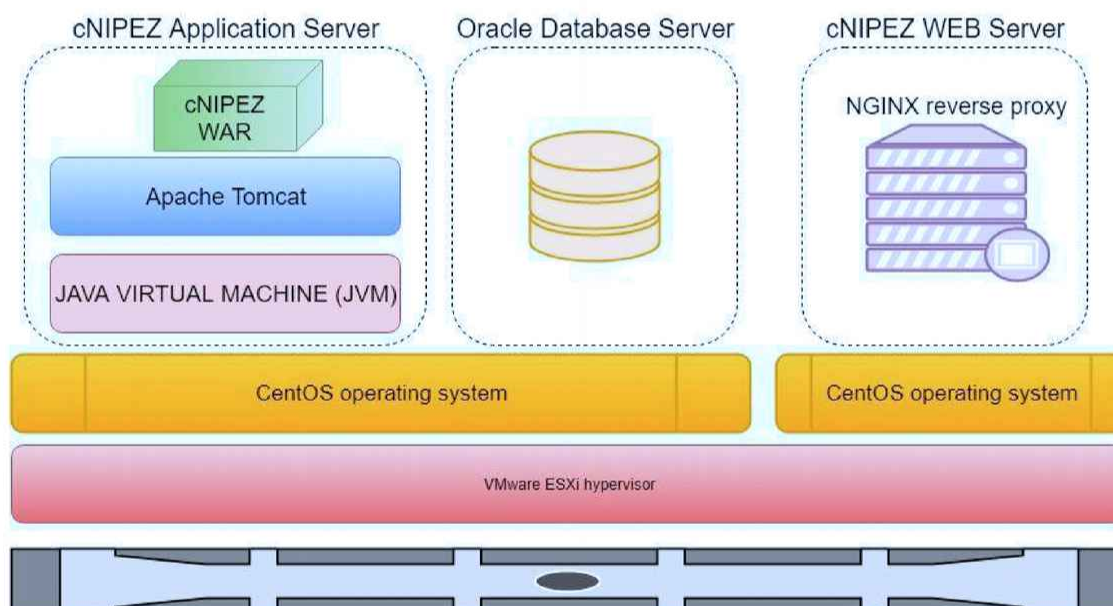 cNIPEZ Application Server
Oracle Database Server
cNIPEZ WEB Server
cNIPEZ
WAR
NGINX reverse proxy
Apache Tomcat
JAVA VIRTUAL MACHINE (JVM)
CentOS operating system
CentOS operating system
VMware ESXi hypervisor